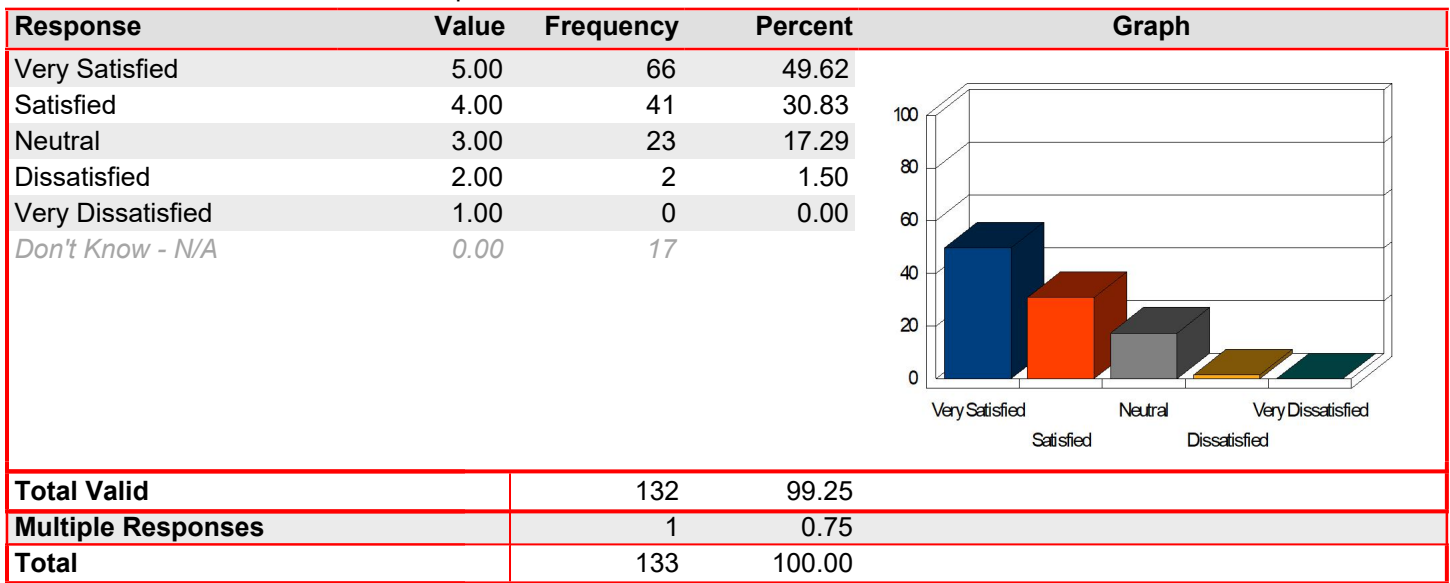 Response Value Frequency Percent Graph
Very Satisfied 5.00 66 49.62
Satisfied 4.00 41 30.83
Neutral 3.00 23 17.29
Dissatisfied 2.00 2 1.50
Very Dissatisfied 1.00 0 0.00
Don't Know - N/A 0.00 17
100
80
60
40
20
0
Very Satisfied Neutral Very Dissatisfied
Satisfied Dissatisfied
Total Valid 132 99.25
Multiple Responses 1 0.75
Total 133 100.00